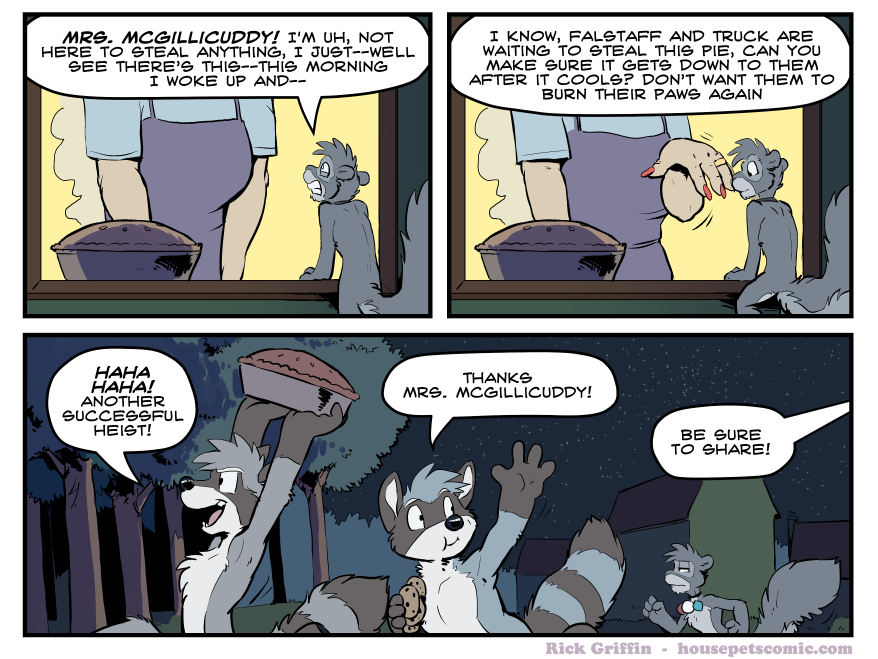 MRS. MCGILLICUDDY! I'M UH, NOT
HERE TO STEAL ANYTHING, I JUST--WELL
SEE THERE'S THIS--THIS MORNING
I WOKE UP AND--
I KNOW, FALSTAFF AND TRUCK ARE
WAITING TO STEAL THIS PIE, CAN YOU
MAKE SURE IT GETS DOWN TO THEM
AFTER IT COOLS? DON'T WANT THEM TO
BURN THEIR PAWS AGAIN
HAHA
HAHA!
ANOTHER
SUCCESSFUL
HEIST!
THANKS
MRS. MCGILLICUDDY!
BE SURE
TO SHARE!
Rick Griffin - housepetscomic.com